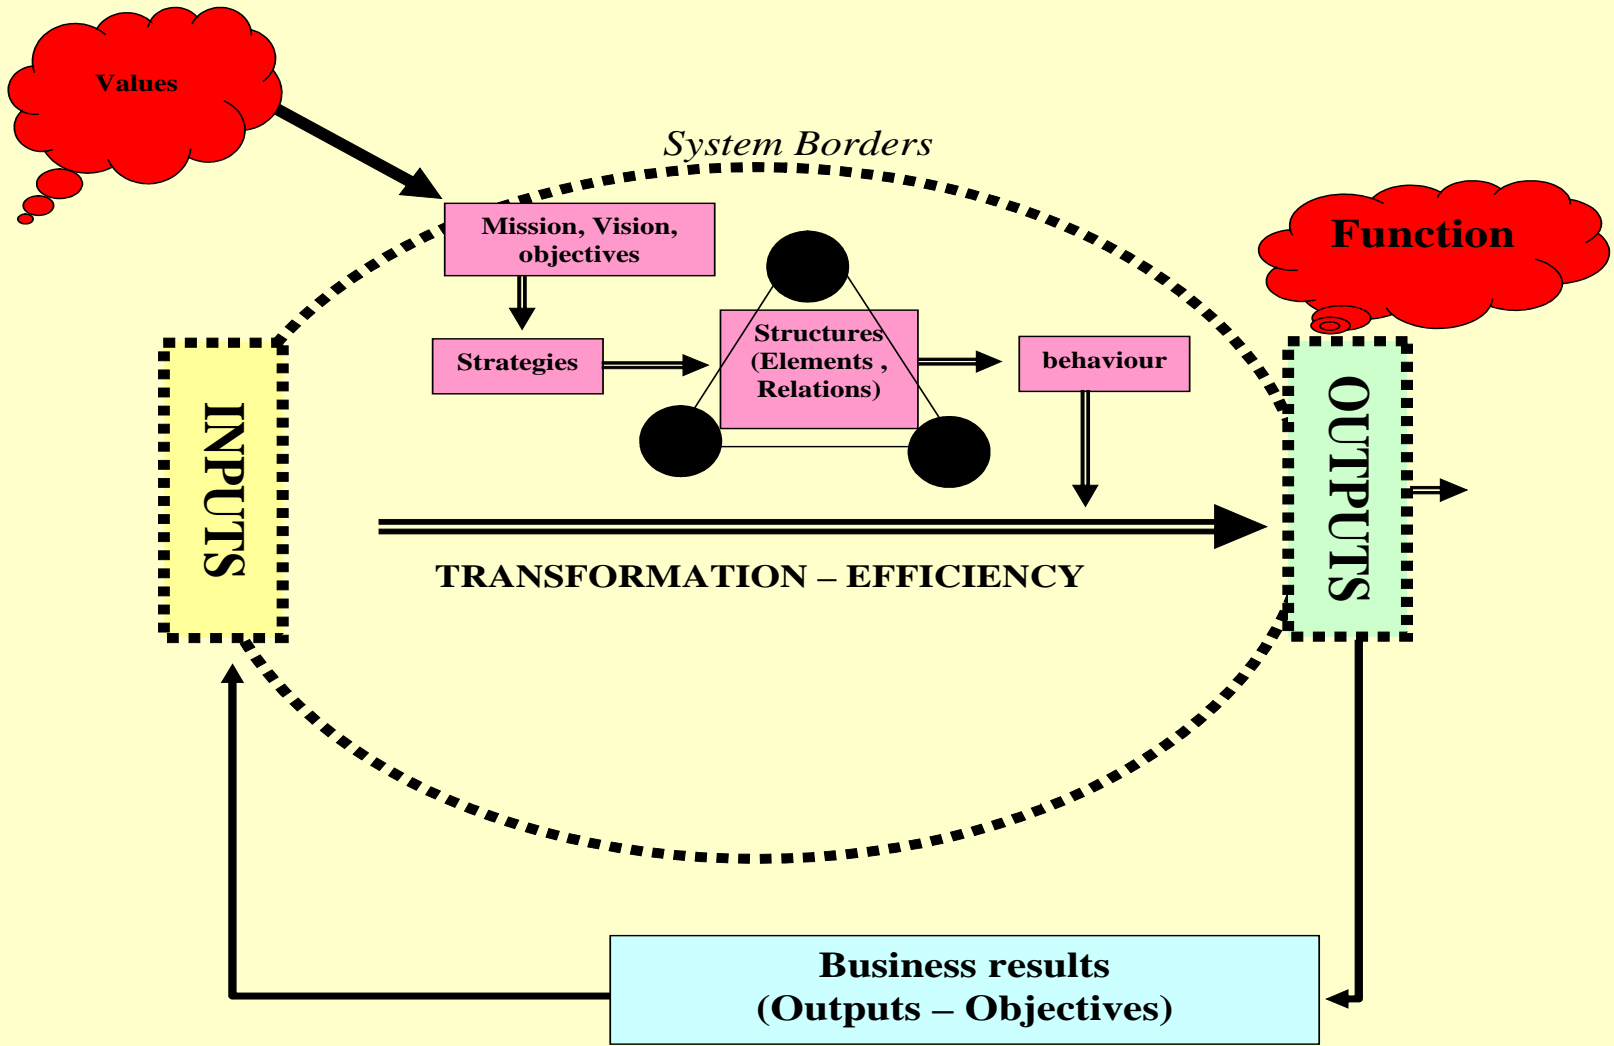 Values
System Borders
Mission, Vision,
objectives
Function
Structures
(Elements ,
Relations)
Strategies
behaviour
INPUTS
OUTPUTS
TRANSFORMATION – EFFICIENCY
Business results
(Outputs – Objectives)